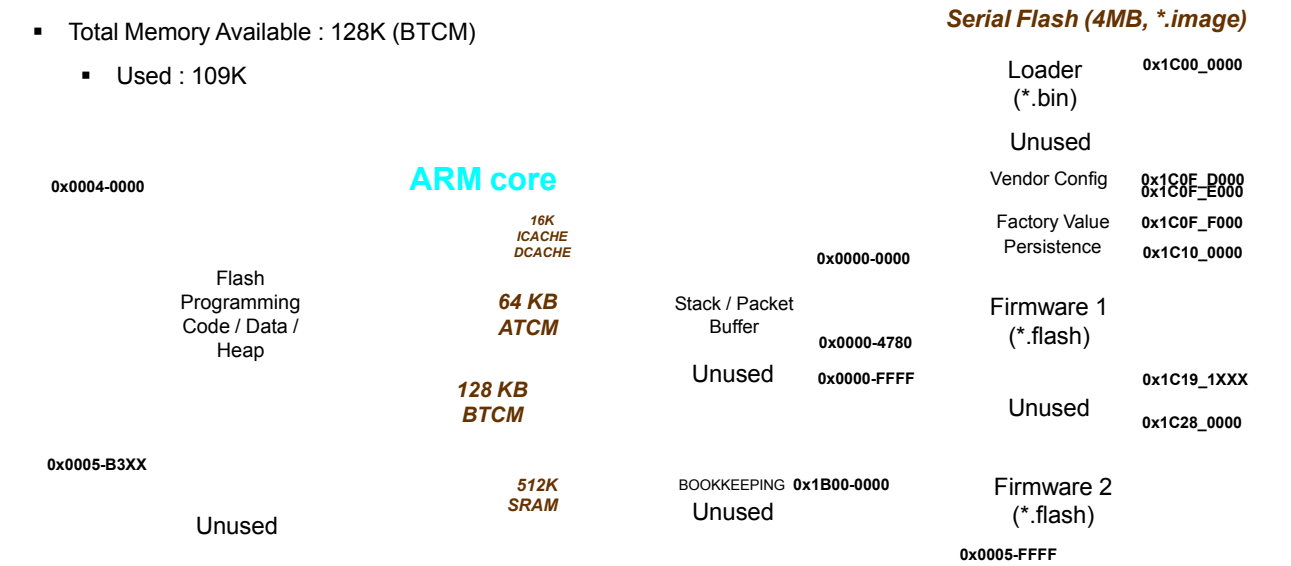 ▪ Total Memory Available : 128K (BTCM)
▪ Used : 109K
Serial Flash (4MB, *.image)
Loader
(*.bin)
0x1C00_0000
Unused
Vendor Config
0x1C0F_D000
0x1C0F_E000
Factory Value
0x1C0F_F000
Persistence
0x1C10_0000
Firmware 1
(*.flash)
0x1C19_1XXX
Unused
0x1C28_0000
Firmware 2
(*.flash)
0x0005-FFFF
0x0004-0000
Flash
Programming
Code / Data /
Heap
0x0005-B3XX
Unused
ARM core
16K
ICACHE
DCACHE
64 KB
ATCM
128 KB
BTCM
512K
SRAM
0x0000-0000
Stack / Packet
Buffer
0x0000-4780
Unused
0x0000-FFFF
BOOKKEEPING 0x1B00-0000
Unused